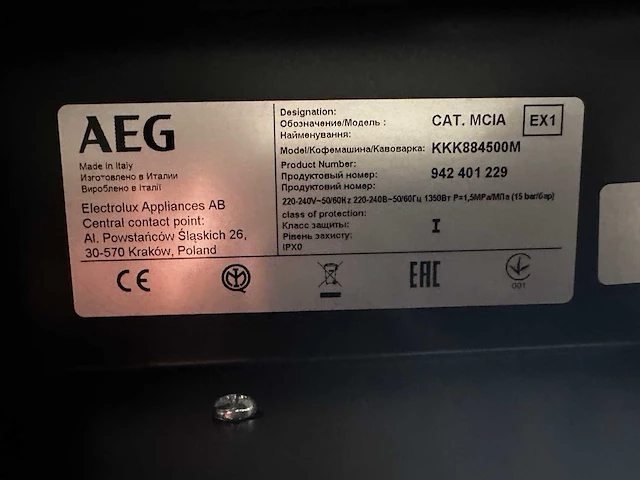 AEG
Made in Italy
Изготовлено в Италии
Вироблено в Італії
Electrolux Appliances AB
Central contact point:
Al. Powstańców Śląskich 26,
30-570 Kraków, Poland
Designation:
Обозначение/Модель : CAT. MCIA EX1
Найменування:
Model/Кофемашина/Кавоварка: KKK884500M
Product Number:
Продуктовый номер: 942 401 229
Продуктовий номер:
220-240V~50/60Hz 220-240В~50/60Гц 1350Вт P=1,5MPa/МПа (15 bar/бар)
class of protection:
Класс защиты: I
Рівень захисту:
IPX0
CE
EAC
001